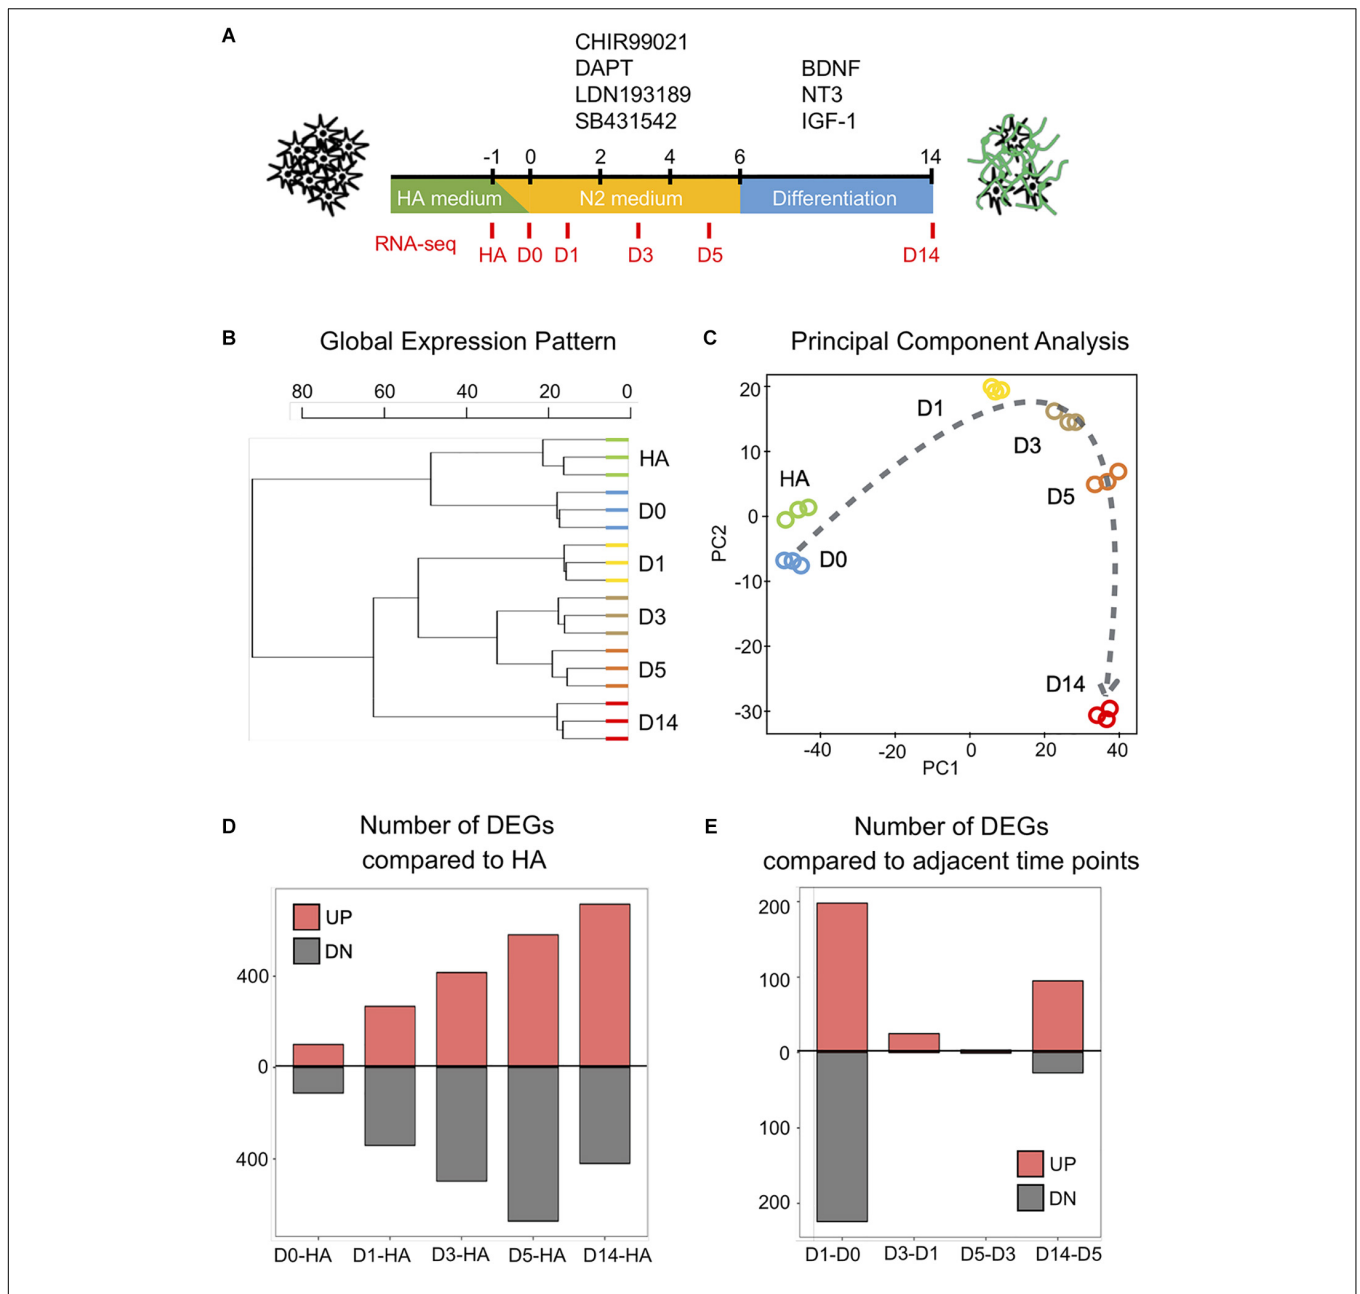 A
CHIR99021
DAPT
LDN193189
SB431542
BDNF
NT3
IGF-1
-1 0 2 4 6 14
HA medium N2 medium Differentiation
RNA-seq
HA D0 D1 D3 D5 D14
B Global Expression Pattern
80 60 40 20 0
HA
D0
D1
D3
D5
D14
C Principal Component Analysis
20
10
0
-10
-20
-30
PC2
D1
D3
HA
D5
D0
D14
-40 -20 0 20 40
PC1
D Number of DEGs
compared to HA
UP
DN
400
0
400
D0-HA D1-HA D3-HA D5-HA D14-HA
E Number of DEGs
compared to adjacent time points
200
100
0
100
200
UP
DN
D1-D0 D3-D1 D5-D3 D14-D5